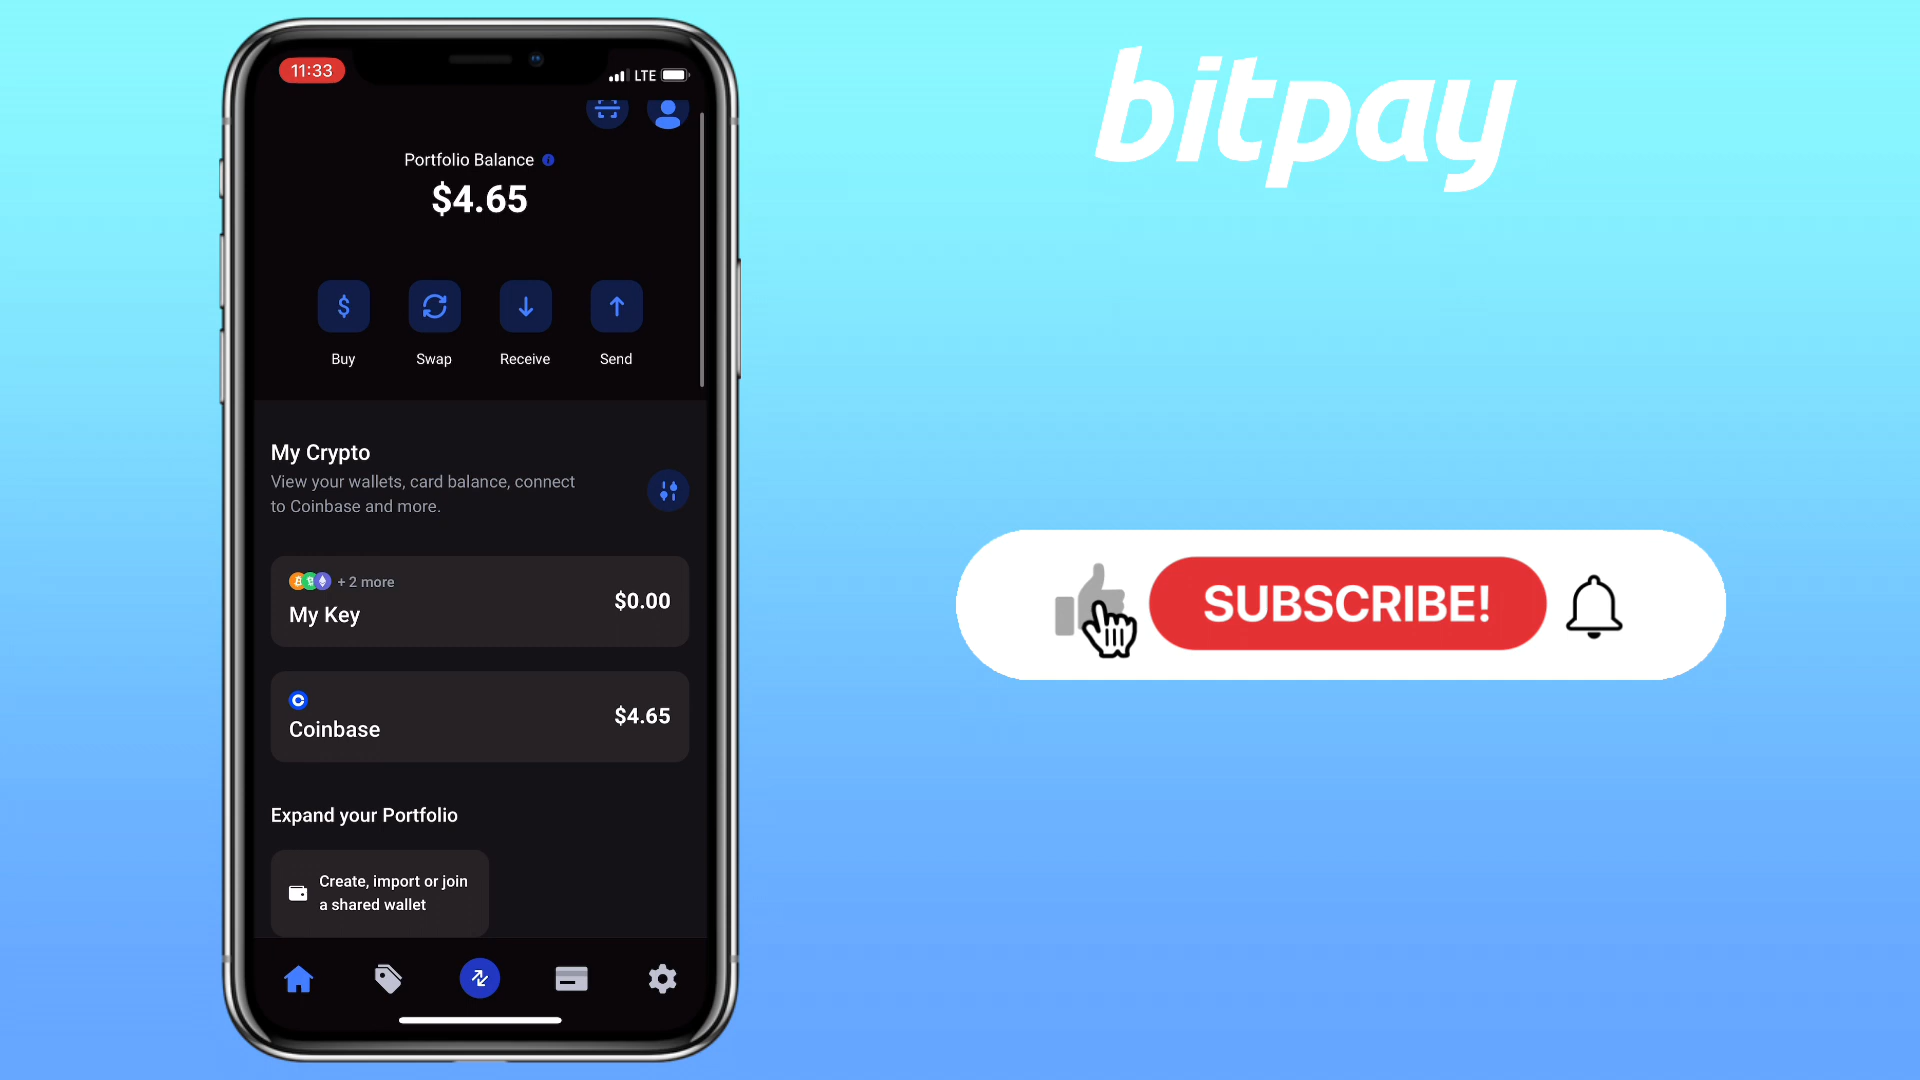 11:33
LTE
Portfolio Balance
$4.65
Buy
Swap
Receive
Send
My Crypto
View your wallets, card balance, connect
to Coinbase and more.
+ 2 more
My Key
$0.00
Coinbase
$4.65
Expand your Portfolio
Create, import or join
a shared wallet
bitpay
SUBSCRIBE!